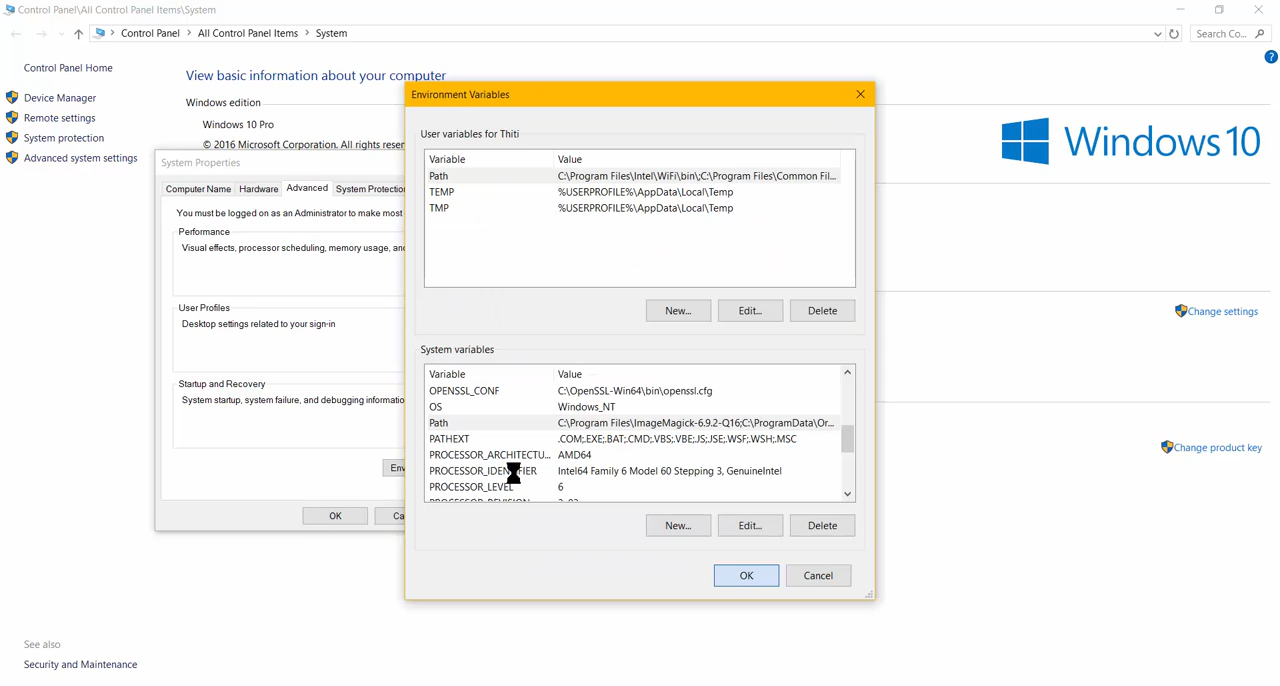 Control Panel\All Control Panel Items\System
Control Panel > All Control Panel Items > System
Search Co...
Control Panel Home
Device Manager
Remote settings
System protection
Advanced system settings
View basic information about your computer
Windows edition
Windows 10 Pro
© 2016 Microsoft Corporation. All rights reser
Windows 10
Change settings
Change product key
See also
Security and Maintenance
System Properties
Computer Name
Hardware
Advanced
System Protection
You must be logged on as an Administrator to make most
Performance
Visual effects, processor scheduling, memory usage, and
User Profiles
Desktop settings related to your sign-in
Startup and Recovery
System startup, system failure, and debugging informatio
Env
OK
Ca
Environment Variables
User variables for Thiti
Variable Value
Path C:\Program Files\Intel\WiFi\bin\;C:\Program Files\Common Fil...
TEMP %USERPROFILE%\AppData\Local\Temp
TMP %USERPROFILE%\AppData\Local\Temp
New... Edit... Delete
System variables
Variable Value
OPENSSL_CONF C:\OpenSSL-Win64\bin\openssl.cfg
OS Windows_NT
Path C:\Program Files\ImageMagick-6.9.2-Q16;C:\ProgramData\Or...
PATHEXT .COM;.EXE;.BAT;.CMD;.VBS;.VBE;.JS;.JSE;.WSF;.WSH;.MSC
PROCESSOR_ARCHITECTU... AMD64
PROCESSOR_IDENTIFIER Intel64 Family 6 Model 60 Stepping 3, GenuineIntel
PROCESSOR_LEVEL 6
New... Edit... Delete
OK Cancel